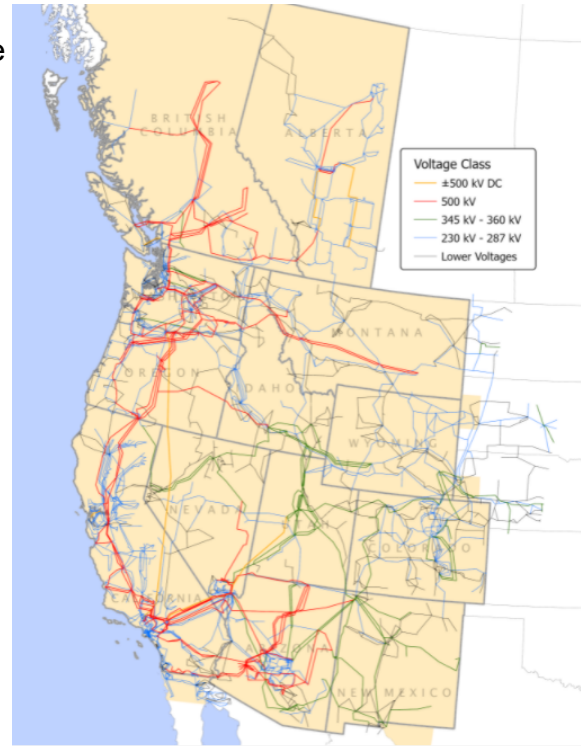 e
BRITISH
COLUMBIA
ALBERTA
Voltage Class
±500 kV DC
500 kV
345 kV - 360 kV
230 kV - 287 kV
Lower Voltages
WASHINGTON
MONTANA
OREGON
IDAHO
WYOMING
NEVADA
COLORADO
CALIFORNIA
ARIZONA
NEW MEXICO